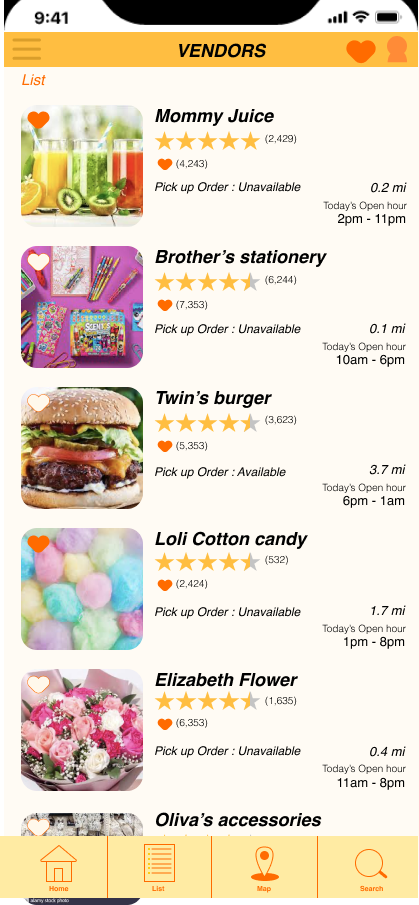 9:41
VENDORS
List
Mommy Juice
(2,429)
(4,243)
Pick up Order : Unavailable
0.2 mi
Today's Open hour
2pm - 11pm
Brother's stationery
(6,244)
(7,353)
Pick up Order : Unavailable
0.1 mi
Today's Open hour
10am - 6pm
Twin's burger
(3,623)
(5,353)
Pick up Order : Available
3.7 mi
Today's Open hour
6pm - 1am
Loli Cotton candy
(532)
(2,424)
Pick up Order : Unavailable
1.7 mi
Today's Open hour
1pm - 8pm
Elizabeth Flower
(1,635)
(6,353)
Pick up Order : Unavailable
0.4 mi
Today's Open hour
11am - 8pm
Oliva's accessories
Home
List
Map
Search
alamy stock photo